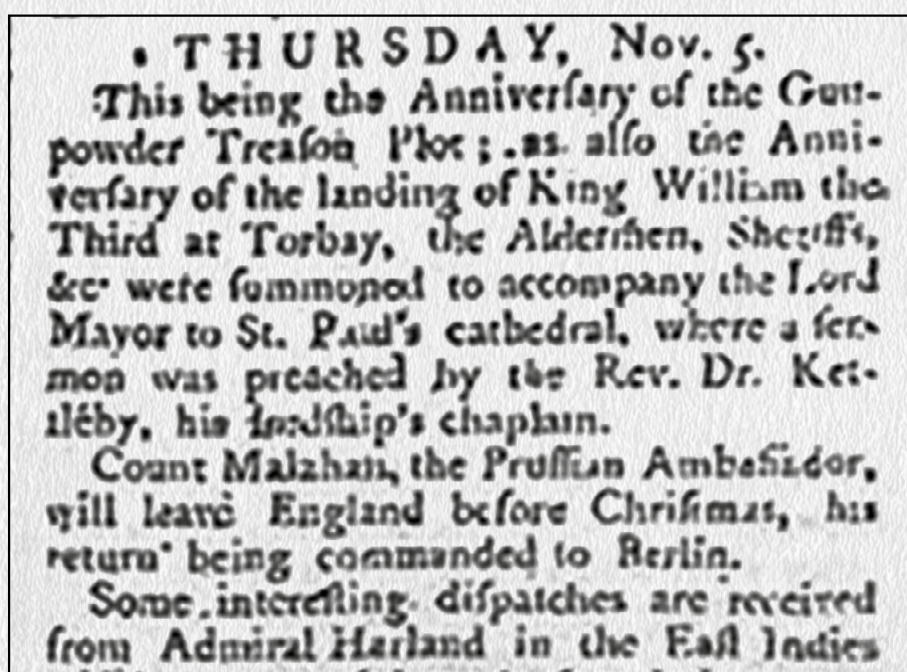 THURSDAY, Nov. 5.
This being the Anniverſary of the Gun-
powder Treaſon Plot; as alſo the Anni-
verſary of the landing of King William the
Third at Torbay, the Aldermen, Sheriffs,
&c. were ſummoned to accompany the Lord
Mayor to St. Paul's cathedral, where a ſer-
mon was preached by the Rev. Dr. Ket-
tleby, his lordſhip's chaplain.
Count Malzhan, the Pruſſian Ambaſſador,
will leave England before Chriſtmas, his
return being commanded to Berlin.
Some intereſting diſpatches are received
from Admiral Harland in the Eaſt Indies